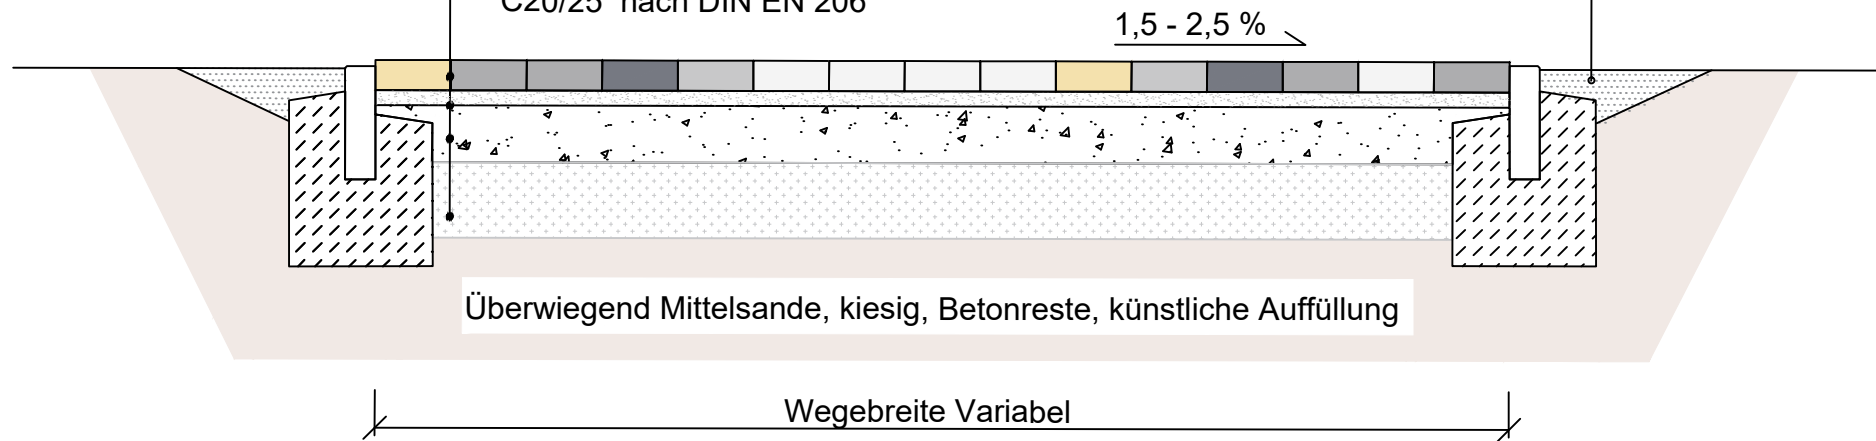 C20/25 nach DIN EN 206
1,5 - 2,5 %
Überwiegend Mittelsande, kiesig, Betonreste, künstliche Auffüllung
Wegebreite Variabel